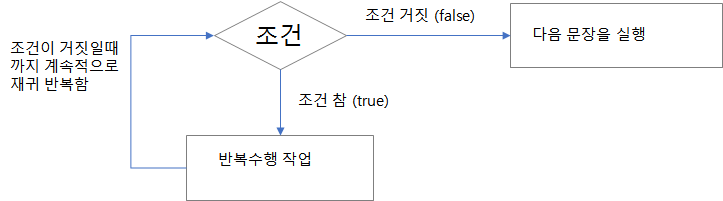 조건 거짓 (false)
조건
다음 문장을 실행
조건이 거짓일때
까지 계속적으로
재귀 반복함
조건 참 (true)
반복수행 작업